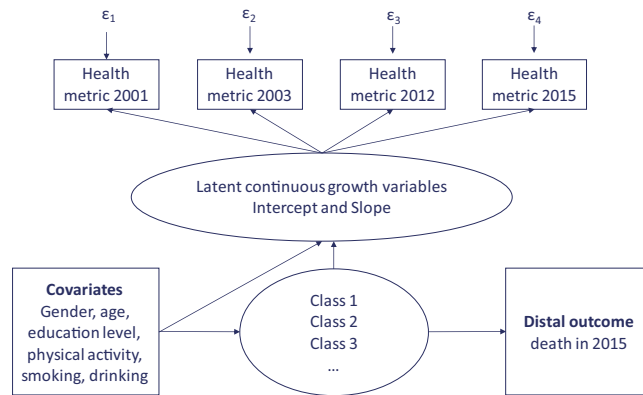 ε1
ε2
ε3
ε4
Health
metric 2001
Health
metric 2003
Health
metric 2012
Health
metric 2015
Latent continuous growth variables
Intercept and Slope
Covariates
Gender, age,
education level,
physical activity,
smoking, drinking
Class 1
Class 2
Class 3
...
Distal outcome
death in 2015